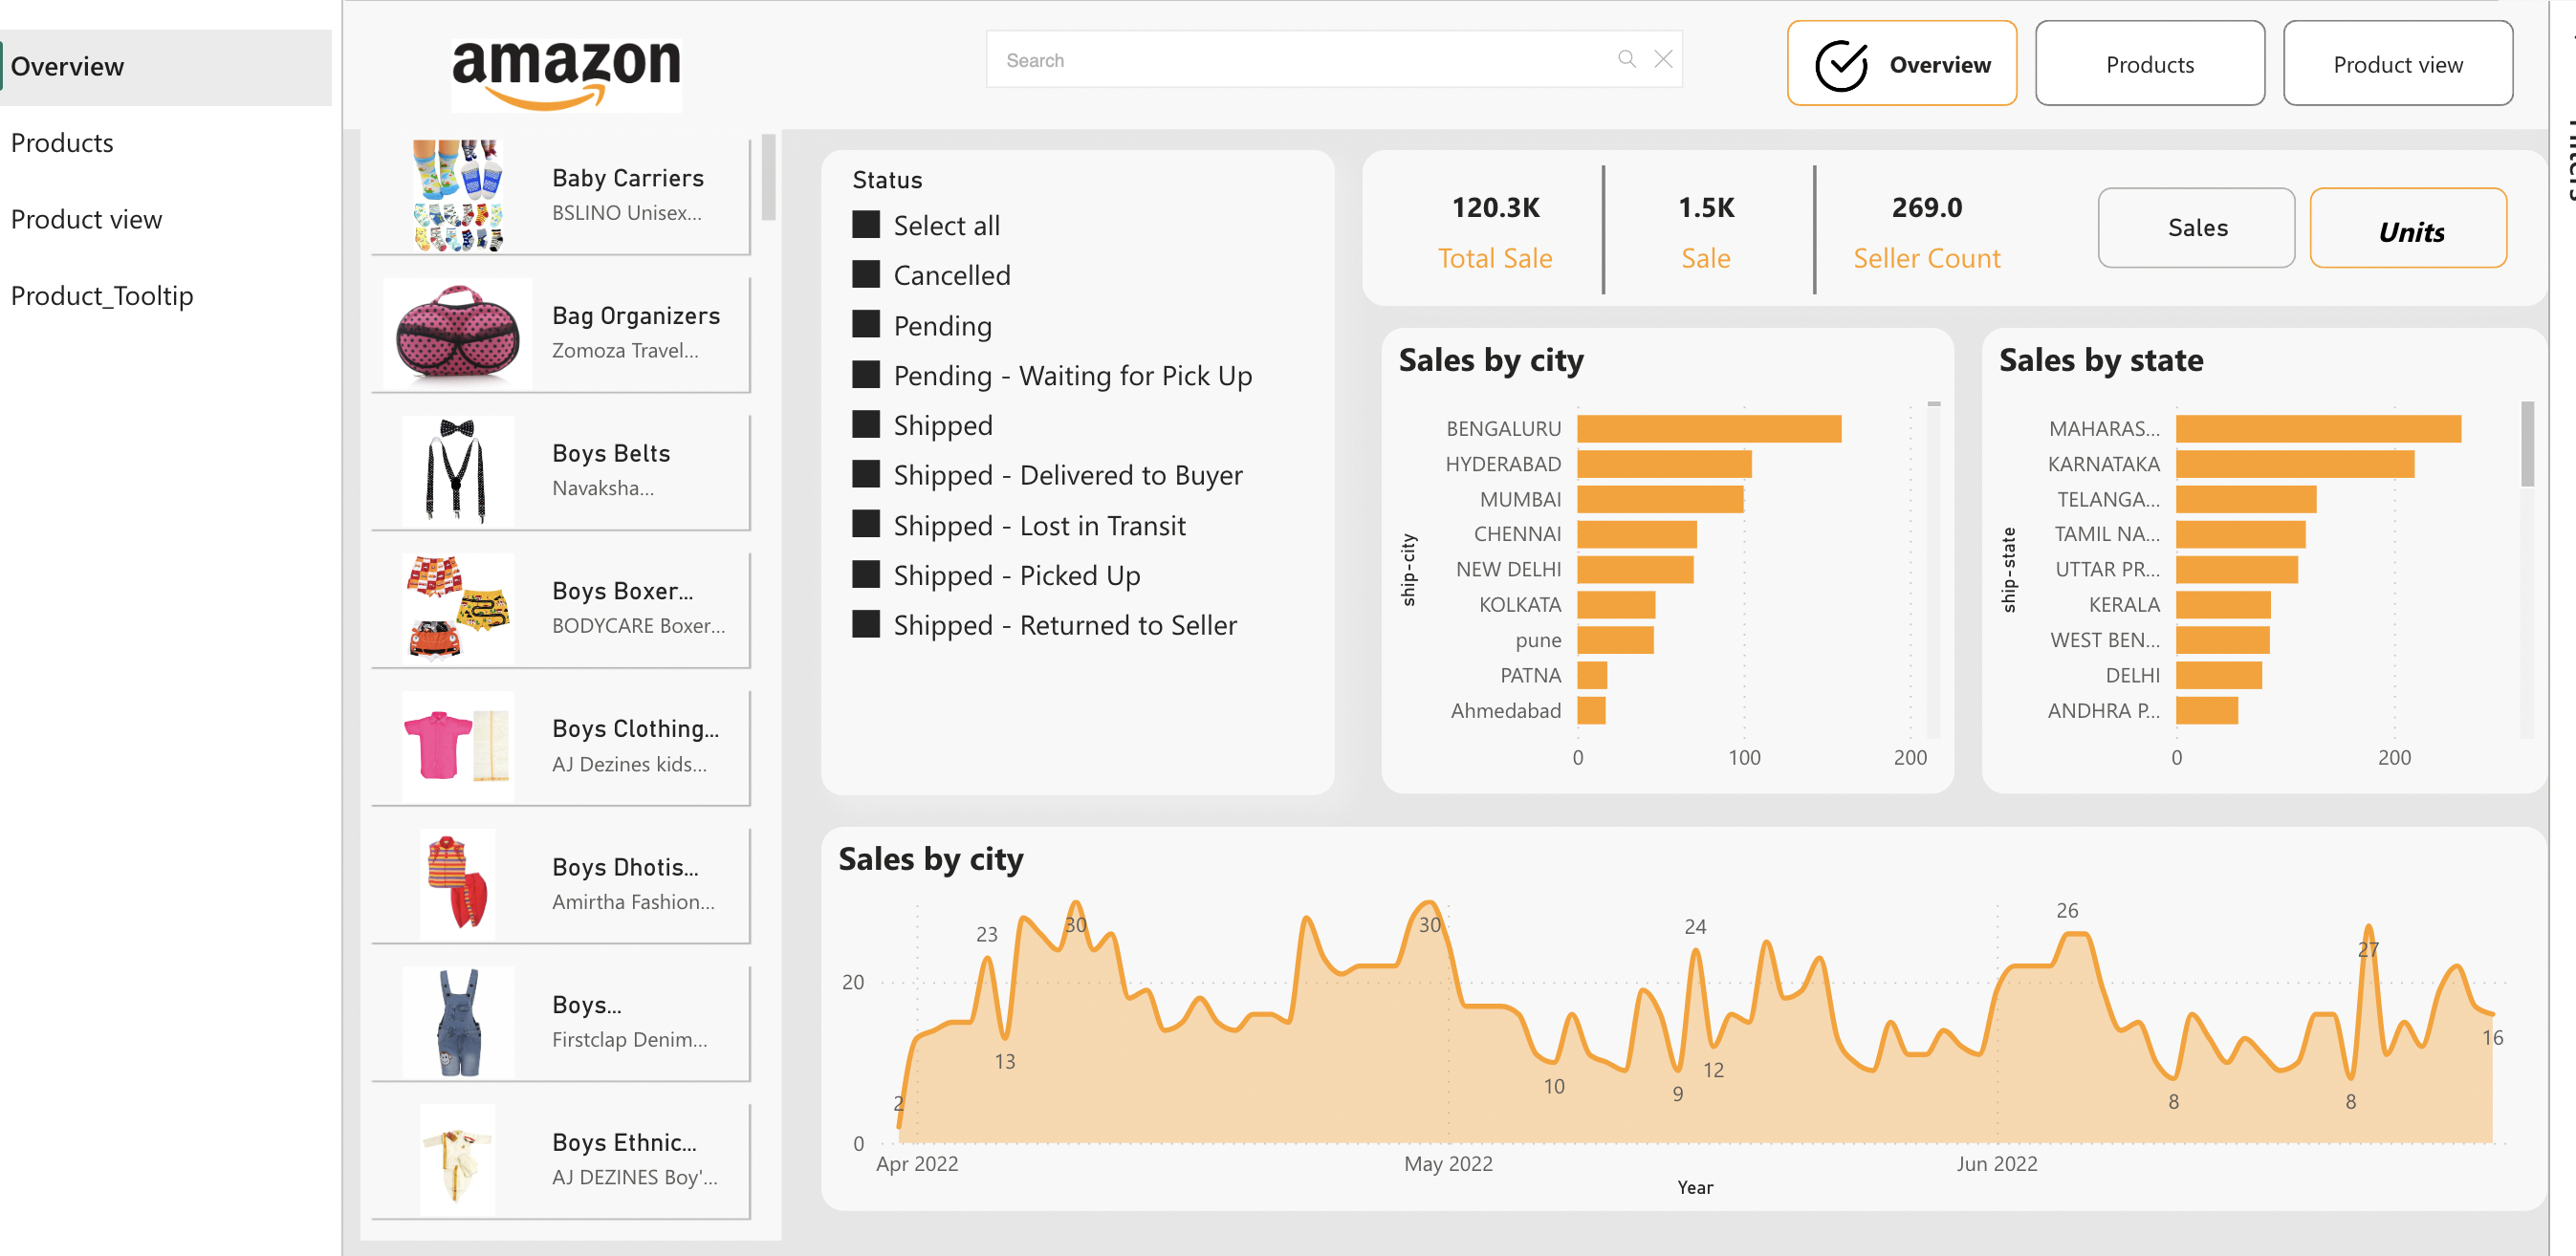 Overview
Products
Product view
Product_Tooltip
amazon
Search
Overview
Products
Product view
Baby Carriers
BSLINO Unisex...
Bag Organizers
Zomoza Travel...
Boys Belts
Navaksha...
Boys Boxer...
BODYCARE Boxer...
Boys Clothing...
AJ Dezines kids...
Boys Dhotis...
Amirtha Fashion...
Boys...
Firstclap Denim...
Boys Ethnic...
AJ DEZINES Boy'...
Status
Select all
Cancelled
Pending
Pending - Waiting for Pick Up
Shipped
Shipped - Delivered to Buyer
Shipped - Lost in Transit
Shipped - Picked Up
Shipped - Returned to Seller
120.3K
Total Sale
1.5K
Sale
269.0
Seller Count
Sales
Units
Sales by city
ship-city
BENGALURU
HYDERABAD
MUMBAI
CHENNAI
NEW DELHI
KOLKATA
pune
PATNA
Ahmedabad
0 100 200
Sales by state
ship-state
MAHARAS...
KARNATAKA
TELANGA...
TAMIL NA...
UTTAR PR...
KERALA
WEST BEN...
DELHI
ANDHRA P...
0 200
Sales by city
20
0
2
23
13
30
30
10
9
24
12
26
8
8
27
16
Apr 2022 May 2022 Jun 2022
Year